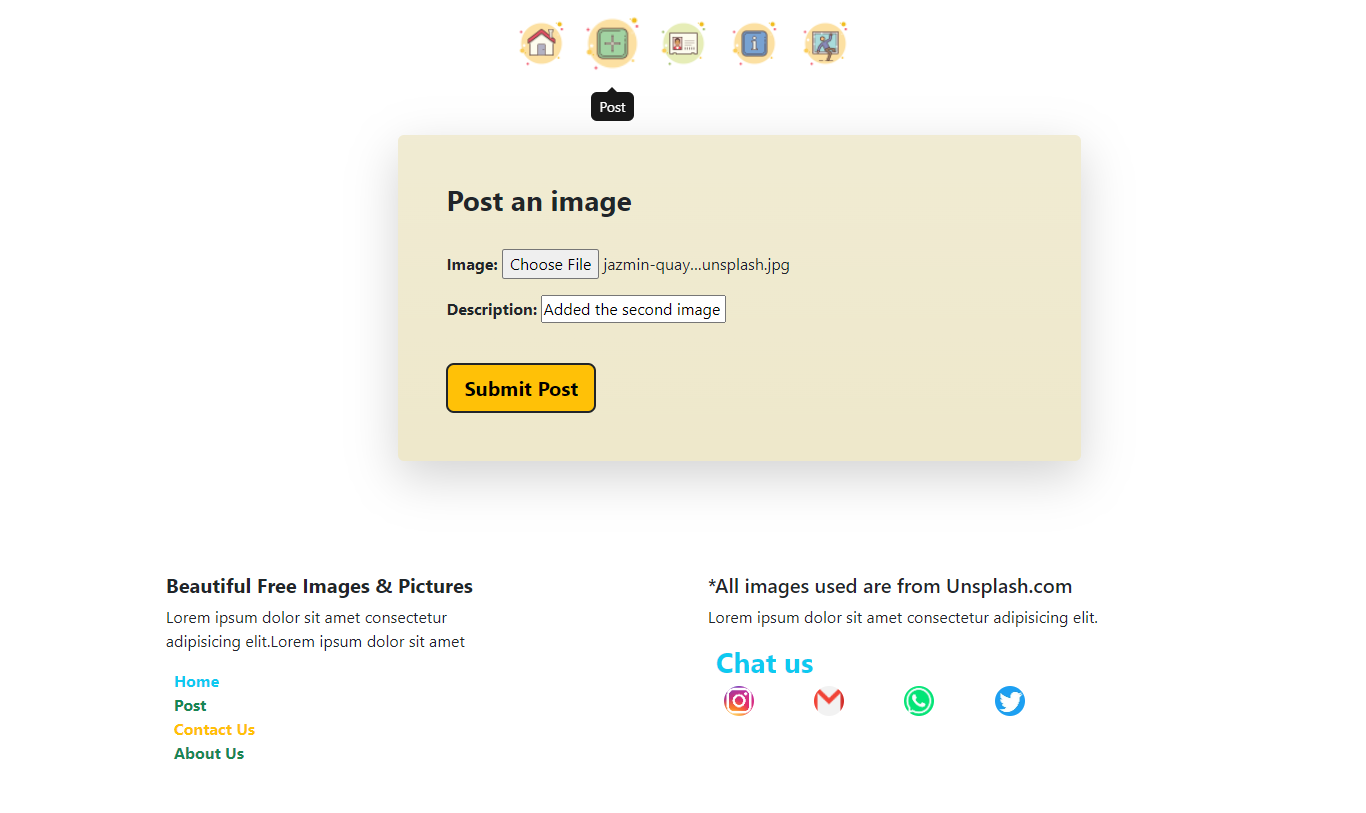 Post
Post an image
Image: Choose File jazmin-quay...unsplash.jpg
Description: Added the second image
Submit Post
Beautiful Free Images & Pictures
Lorem ipsum dolor sit amet consectetur
adipisicing elit.Lorem ipsum dolor sit amet
Home
Post
Contact Us
About Us
*All images used are from Unsplash.com
Lorem ipsum dolor sit amet consectetur adipisicing elit.
Chat us